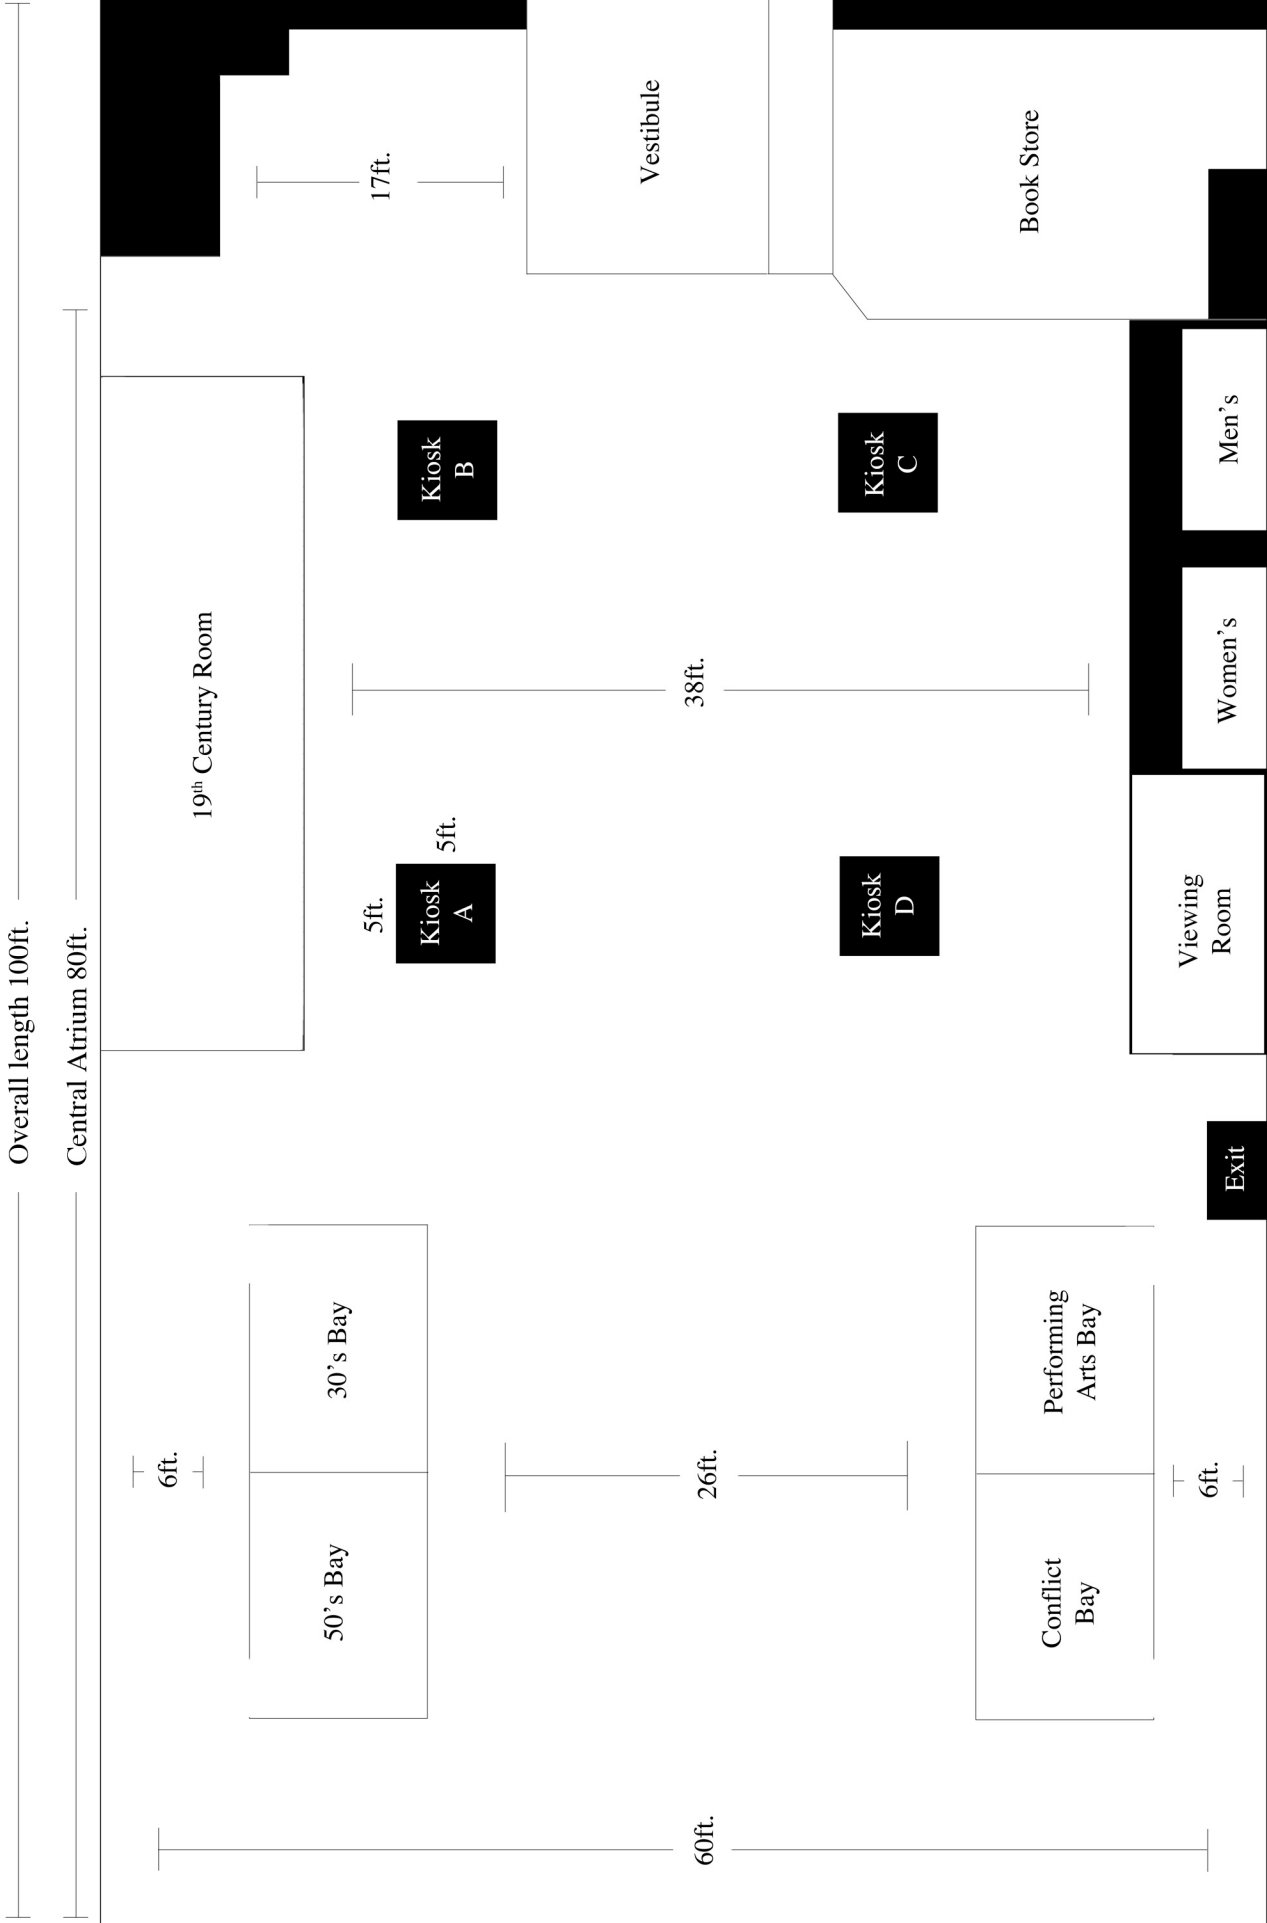 Overall length 100ft.
Central Atrium 80ft.
6ft.
19ᵗʰ Century Room
50’s Bay
30’s Bay
5ft.
Kiosk
A
5ft.
Kiosk
B
17ft.
60ft.
26ft.
38ft.
Vestibule
Kiosk
D
Kiosk
C
Conflict
Bay
Performing
Arts Bay
Book Store
6ft.
Exit
Viewing
Room
Women’s
Men’s